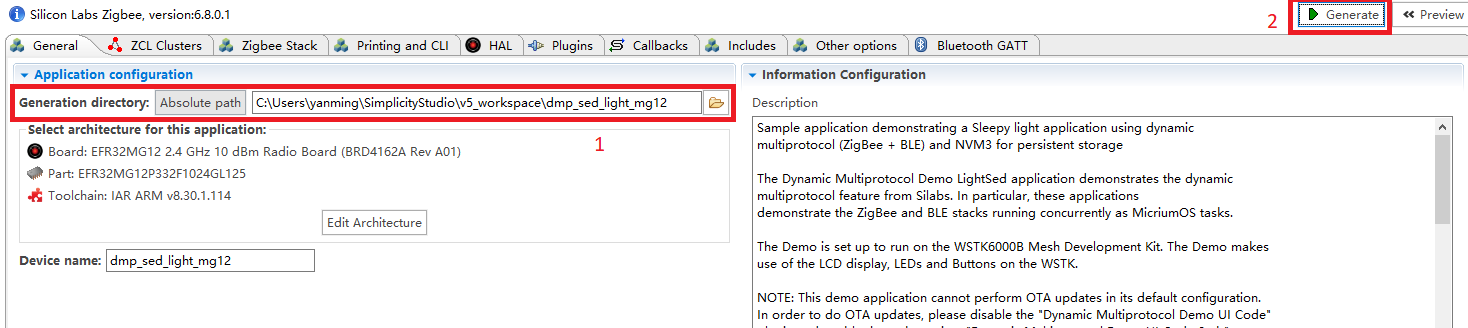 Silicon Labs Zigbee, version:6.8.0.1
2
Generate
Preview
General
ZCL Clusters
Zigbee Stack
Printing and CLI
HAL
Plugins
Callbacks
Includes
Other options
Bluetooth GATT
Application configuration
Generation directory: Absolute path C:\Users\yanming\SimplicityStudio\v5_workspace\dmp_sed_light_mg12
Select architecture for this application:
1
Board: EFR32MG12 2.4 GHz 10 dBm Radio Board (BRD4162A Rev A01)
Part: EFR32MG12P332F1024GL125
Toolchain: IAR ARM v8.30.1.114
Edit Architecture
Device name: dmp_sed_light_mg12
Information Configuration
Description
Sample application demonstrating a Sleepy light application using dynamic
multiprotocol (ZigBee + BLE) and NVM3 for persistent storage
The Dynamic Multiprotocol Demo LightSed application demonstrates the dynamic
multiprotocol feature from Silabs. In particular, these applications
demonstrate the ZigBee and BLE stacks running concurrently as MicriumOS tasks.
The Demo is set up to run on the WSTK6000B Mesh Development Kit. The Demo makes
use of the LCD display, LEDs and Buttons on the WSTK.
NOTE: This demo application cannot perform OTA updates in its default configuration.
In order to do OTA updates, please disable the "Dynamic Multiprotocol Demo UI Code"